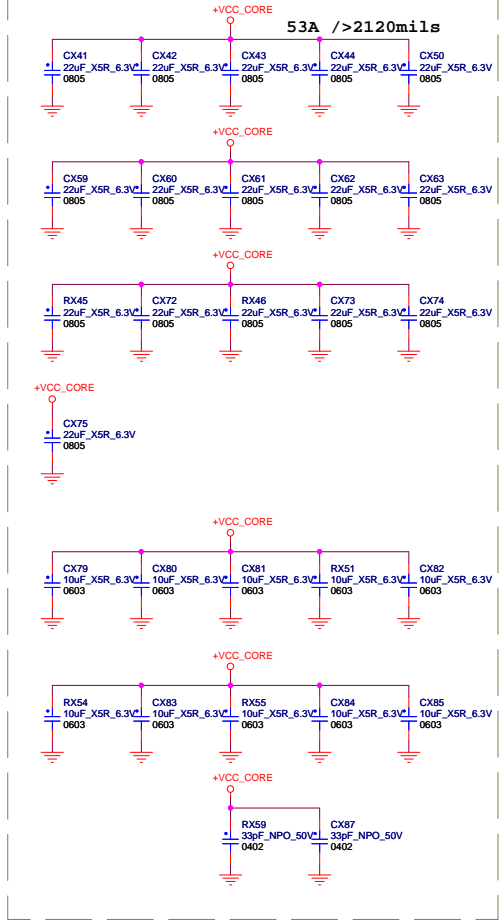 +VCC_CORE
53A />2120mils
CX41 CX42 CX43 CX44 CX50
22uF_X5R_6.3V 22uF_X5R_6.3V 22uF_X5R_6.3V 22uF_X5R_6.3V 22uF_X5R_6.3V
0805 0805 0805 0805 0805
+VCC_CORE
CX59 CX60 CX61 CX62 CX63
22uF_X5R_6.3V 22uF_X5R_6.3V 22uF_X5R_6.3V 22uF_X5R_6.3V 22uF_X5R_6.3V
0805 0805 0805 0805 0805
+VCC_CORE
RX45 CX72 RX46 CX73 CX74
22uF_X5R_6.3V 22uF_X5R_6.3V 22uF_X5R_6.3V 22uF_X5R_6.3V 22uF_X5R_6.3V
0805 0805 0805 0805 0805
+VCC_CORE
CX75
22uF_X5R_6.3V
0805
+VCC_CORE
CX79 CX80 CX81 RX51 CX82
10uF_X5R_6.3V 10uF_X5R_6.3V 10uF_X5R_6.3V 10uF_X5R_6.3V 10uF_X5R_6.3V
0603 0603 0603 0603 0603
+VCC_CORE
RX54 CX83 RX55 CX84 CX85
10uF_X5R_6.3V 10uF_X5R_6.3V 10uF_X5R_6.3V 10uF_X5R_6.3V 10uF_X5R_6.3V
0603 0603 0603 0603 0603
+VCC_CORE
RX59 CX87
33pF_NPO_50V 33pF_NPO_50V
0402 0402